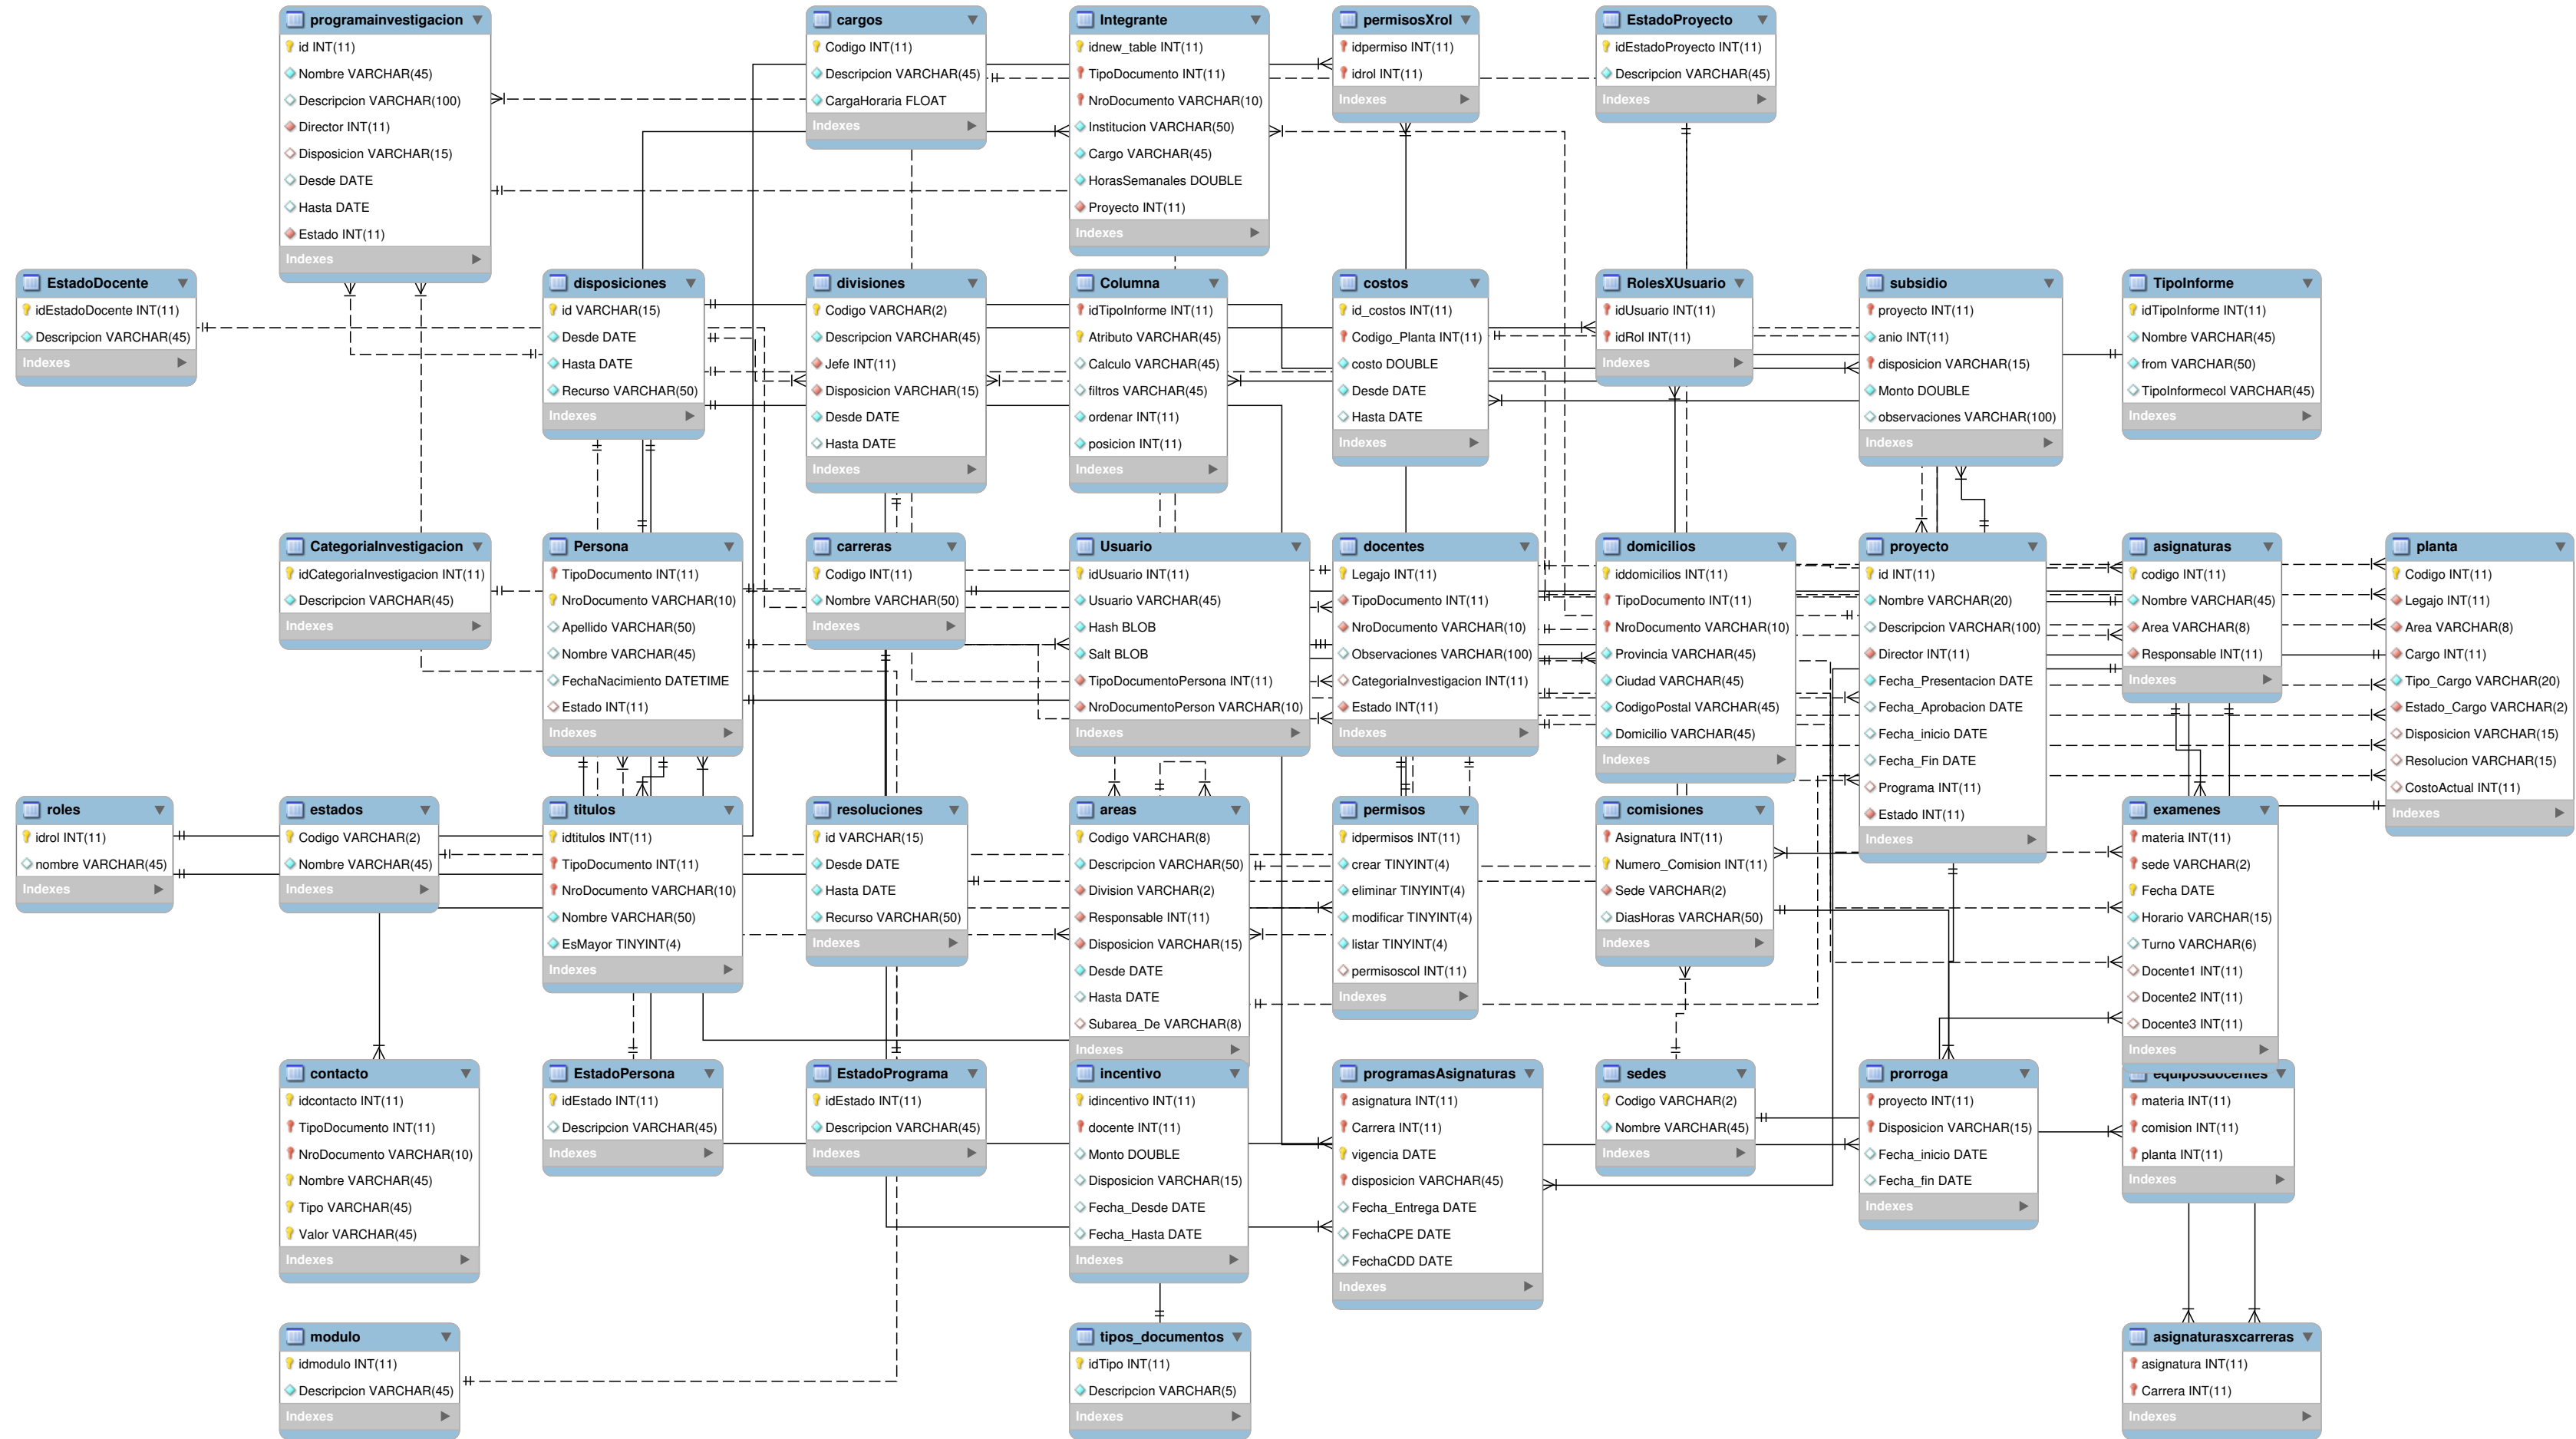 programainvestigacion
id INT(11)
Nombre VARCHAR(45)
Descripcion VARCHAR(100)
Director INT(11)
Disposicion VARCHAR(15)
Desde DATE
Hasta DATE
Estado INT(11)
Indexes
cargos
Codigo INT(11)
Descripcion VARCHAR(45)
CargaHoraria FLOAT
Indexes
Integrante
idnew_table INT(11)
TipoDocumento INT(11)
NroDocumento VARCHAR(10)
Institucion VARCHAR(50)
Cargo VARCHAR(45)
HorasSemanales DOUBLE
Proyecto INT(11)
Indexes
permisosXrol
idpermiso INT(11)
idrol INT(11)
Indexes
EstadoProyecto
idEstadoProyecto INT(11)
Descripcion VARCHAR(45)
Indexes
EstadoDocente
idEstadoDocente INT(11)
Descripcion VARCHAR(45)
Indexes
disposiciones
id VARCHAR(15)
Desde DATE
Hasta DATE
Recurso VARCHAR(50)
Indexes
divisiones
Codigo VARCHAR(2)
Descripcion VARCHAR(45)
Jefe INT(11)
Disposicion VARCHAR(15)
Desde DATE
Hasta DATE
Indexes
Columna
idTipoInforme INT(11)
Atributo VARCHAR(45)
Calculo VARCHAR(45)
filtros VARCHAR(45)
ordenar INT(11)
posicion INT(11)
Indexes
costos
id_costos INT(11)
Codigo_Planta INT(11)
costo DOUBLE
Desde DATE
Hasta DATE
Indexes
RolesXUsuario
idUsuario INT(11)
idRol INT(11)
Indexes
subsidio
proyecto INT(11)
anio INT(11)
disposicion VARCHAR(15)
Monto DOUBLE
observaciones VARCHAR(100)
Indexes
TipoInforme
idTipoInforme INT(11)
Nombre VARCHAR(45)
from VARCHAR(50)
TipoInformecol VARCHAR(45)
Indexes
CategoriaInvestigacion
idCategoriaInvestigacion INT(11)
Descripcion VARCHAR(45)
Indexes
Persona
TipoDocumento INT(11)
NroDocumento VARCHAR(10)
Apellido VARCHAR(50)
Nombre VARCHAR(45)
FechaNacimiento DATETIME
Estado INT(11)
Indexes
carreras
Codigo INT(11)
Nombre VARCHAR(50)
Indexes
Usuario
idUsuario INT(11)
Usuario VARCHAR(45)
Hash BLOB
Salt BLOB
TipoDocumentoPersona INT(11)
NroDocumentoPerson VARCHAR(10)
Indexes
docentes
Legajo INT(11)
TipoDocumento INT(11)
NroDocumento VARCHAR(10)
Observaciones VARCHAR(100)
CategoriaInvestigacion INT(11)
Estado INT(11)
Indexes
domicilios
iddomicilios INT(11)
TipoDocumento INT(11)
NroDocumento VARCHAR(10)
Provincia VARCHAR(45)
Ciudad VARCHAR(45)
CodigoPostal VARCHAR(45)
Domicilio VARCHAR(45)
Indexes
proyecto
id INT(11)
Nombre VARCHAR(20)
Descripcion VARCHAR(100)
Director INT(11)
Fecha_Presentacion DATE
Fecha_Aprobacion DATE
Fecha_inicio DATE
Fecha_Fin DATE
Programa INT(11)
Estado INT(11)
Indexes
asignaturas
codigo INT(11)
Nombre VARCHAR(45)
Area VARCHAR(8)
Responsable INT(11)
Indexes
planta
Codigo INT(11)
Legajo INT(11)
Area VARCHAR(8)
Cargo INT(11)
Tipo_Cargo VARCHAR(20)
Estado_Cargo VARCHAR(2)
Disposicion VARCHAR(15)
Resolucion VARCHAR(15)
CostoActual INT(11)
Indexes
roles
idrol INT(11)
nombre VARCHAR(45)
Indexes
estados
Codigo VARCHAR(2)
Nombre VARCHAR(45)
Indexes
titulos
idtitulos INT(11)
TipoDocumento INT(11)
NroDocumento VARCHAR(10)
Nombre VARCHAR(50)
EsMayor TINYINT(4)
Indexes
resoluciones
id VARCHAR(15)
Desde DATE
Hasta DATE
Recurso VARCHAR(50)
Indexes
areas
Codigo VARCHAR(8)
Descripcion VARCHAR(50)
Division VARCHAR(2)
Responsable INT(11)
Disposicion VARCHAR(15)
Desde DATE
Hasta DATE
Subarea_De VARCHAR(8)
Indexes
permisos
idpermisos INT(11)
crear TINYINT(4)
eliminar TINYINT(4)
modificar TINYINT(4)
listar TINYINT(4)
permisoscol INT(11)
Indexes
comisiones
Asignatura INT(11)
Numero_Comision INT(11)
Sede VARCHAR(2)
DiasHoras VARCHAR(50)
Indexes
examenes
materia INT(11)
sede VARCHAR(2)
Fecha DATE
Horario VARCHAR(15)
Turno VARCHAR(6)
Docente1 INT(11)
Docente2 INT(11)
Docente3 INT(11)
Indexes
contacto
idcontacto INT(11)
TipoDocumento INT(11)
NroDocumento VARCHAR(10)
Nombre VARCHAR(45)
Tipo VARCHAR(45)
Valor VARCHAR(45)
Indexes
EstadoPersona
idEstado INT(11)
Descripcion VARCHAR(45)
Indexes
EstadoPrograma
idEstado INT(11)
Descripcion VARCHAR(45)
Indexes
incentivo
idincentivo INT(11)
docente INT(11)
Monto DOUBLE
Disposicion VARCHAR(15)
Fecha_Desde DATE
Fecha_Hasta DATE
Indexes
programasAsignaturas
asignatura INT(11)
Carrera INT(11)
vigencia DATE
disposicion VARCHAR(45)
Fecha_Entrega DATE
FechaCPE DATE
FechaCDD DATE
Indexes
sedes
Codigo VARCHAR(2)
Nombre VARCHAR(45)
Indexes
prorroga
proyecto INT(11)
Disposicion VARCHAR(15)
Fecha_inicio DATE
Fecha_fin DATE
Indexes
equiposdocentes
materia INT(11)
comision INT(11)
planta INT(11)
Indexes
modulo
idmodulo INT(11)
Descripcion VARCHAR(45)
Indexes
tipos_documentos
idTipo INT(11)
Descripcion VARCHAR(5)
Indexes
asignaturasxcarreras
asignatura INT(11)
Carrera INT(11)
Indexes